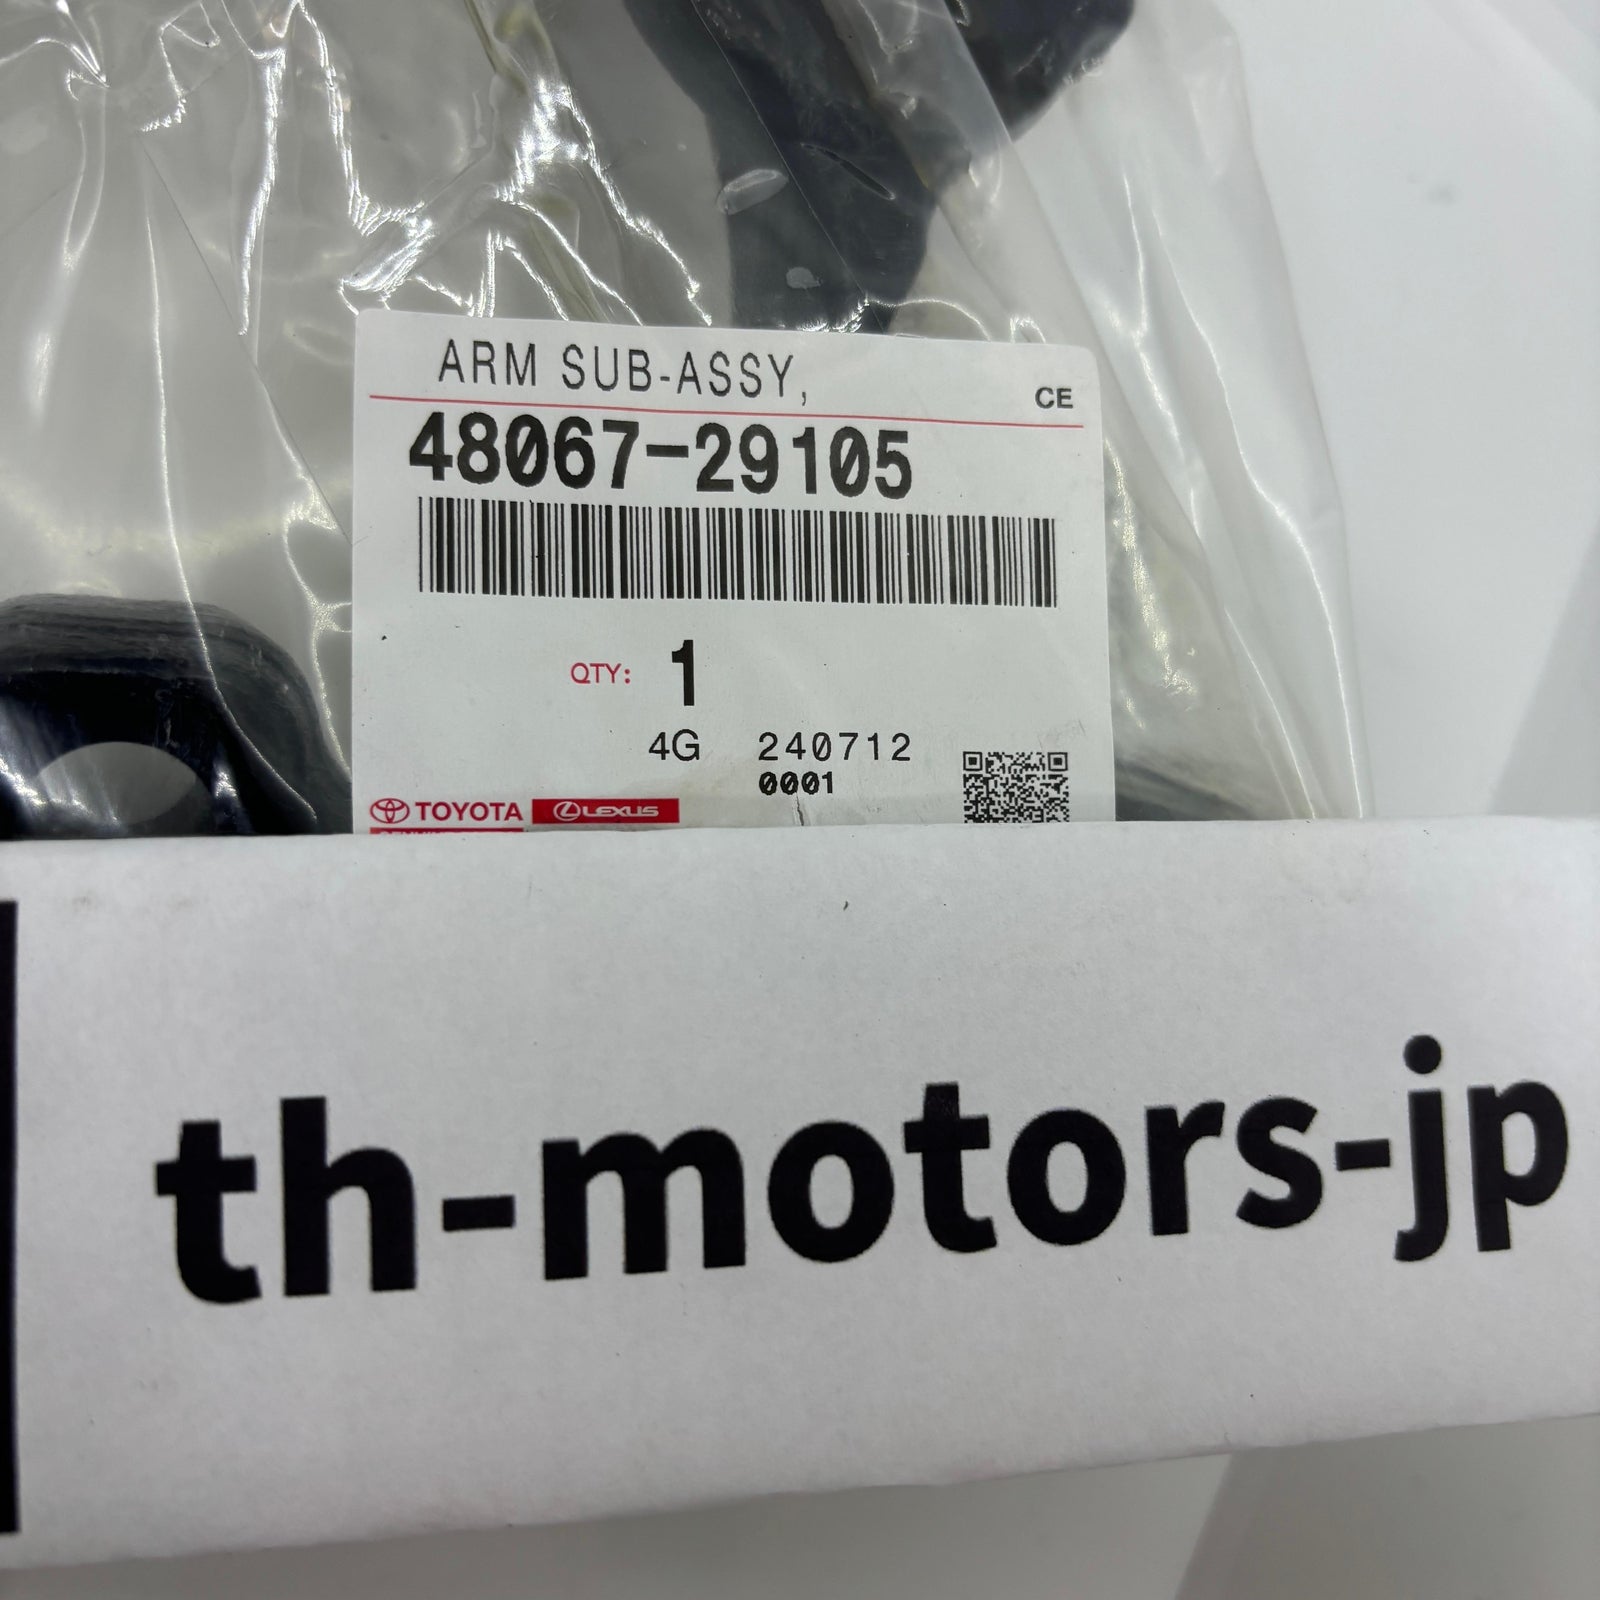 ARM SUB-ASSY,
CE
48067-29105
QTY: 1
4G 240712
0001
TOYOTA LEXUS
th-motors-jp